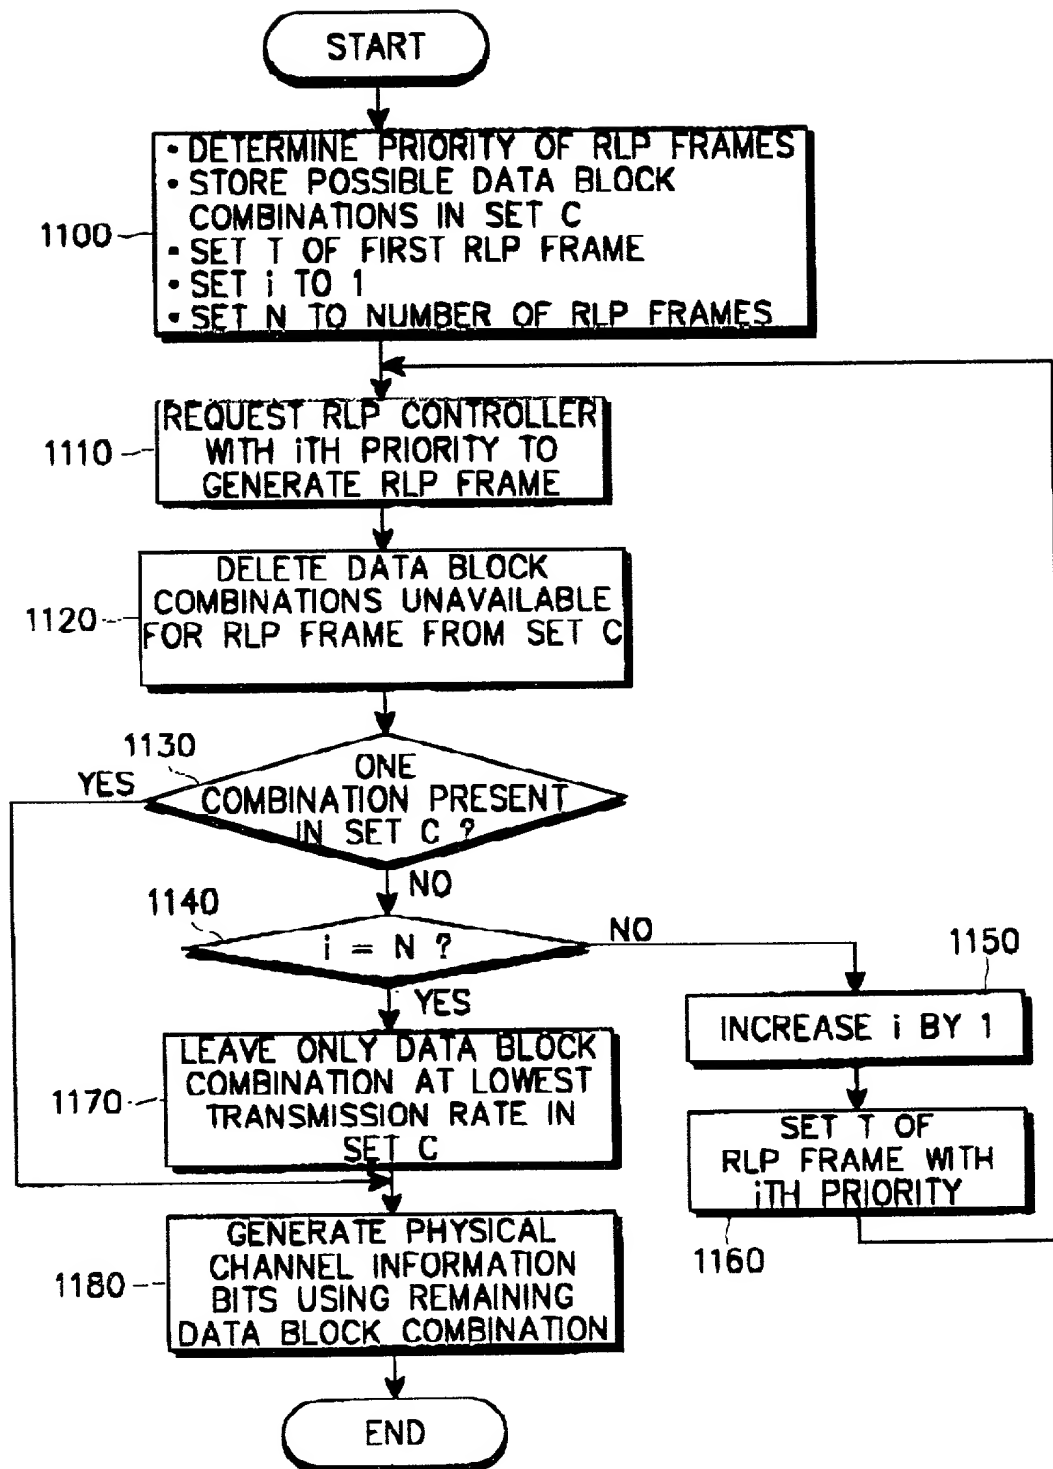 START
• DETERMINE PRIORITY OF RLP FRAMES
• STORE POSSIBLE DATA BLOCK
COMBINATIONS IN SET C
• SET T OF FIRST RLP FRAME
• SET i TO 1
• SET N TO NUMBER OF RLP FRAMES
1100
REQUEST RLP CONTROLLER
WITH iTH PRIORITY TO
GENERATE RLP FRAME
1110
DELETE DATA BLOCK
COMBINATIONS UNAVAILABLE
FOR RLP FRAME FROM SET C
1120
1130
YES
ONE
COMBINATION PRESENT
IN SET C ?
NO
1140
i = N ?
NO
YES
1150
INCREASE i BY 1
LEAVE ONLY DATA BLOCK
COMBINATION AT LOWEST
TRANSMISSION RATE IN
SET C
1170
SET T OF
RLP FRAME WITH
iTH PRIORITY
1160
GENERATE PHYSICAL
CHANNEL INFORMATION
BITS USING REMAINING
DATA BLOCK COMBINATION
1180
END